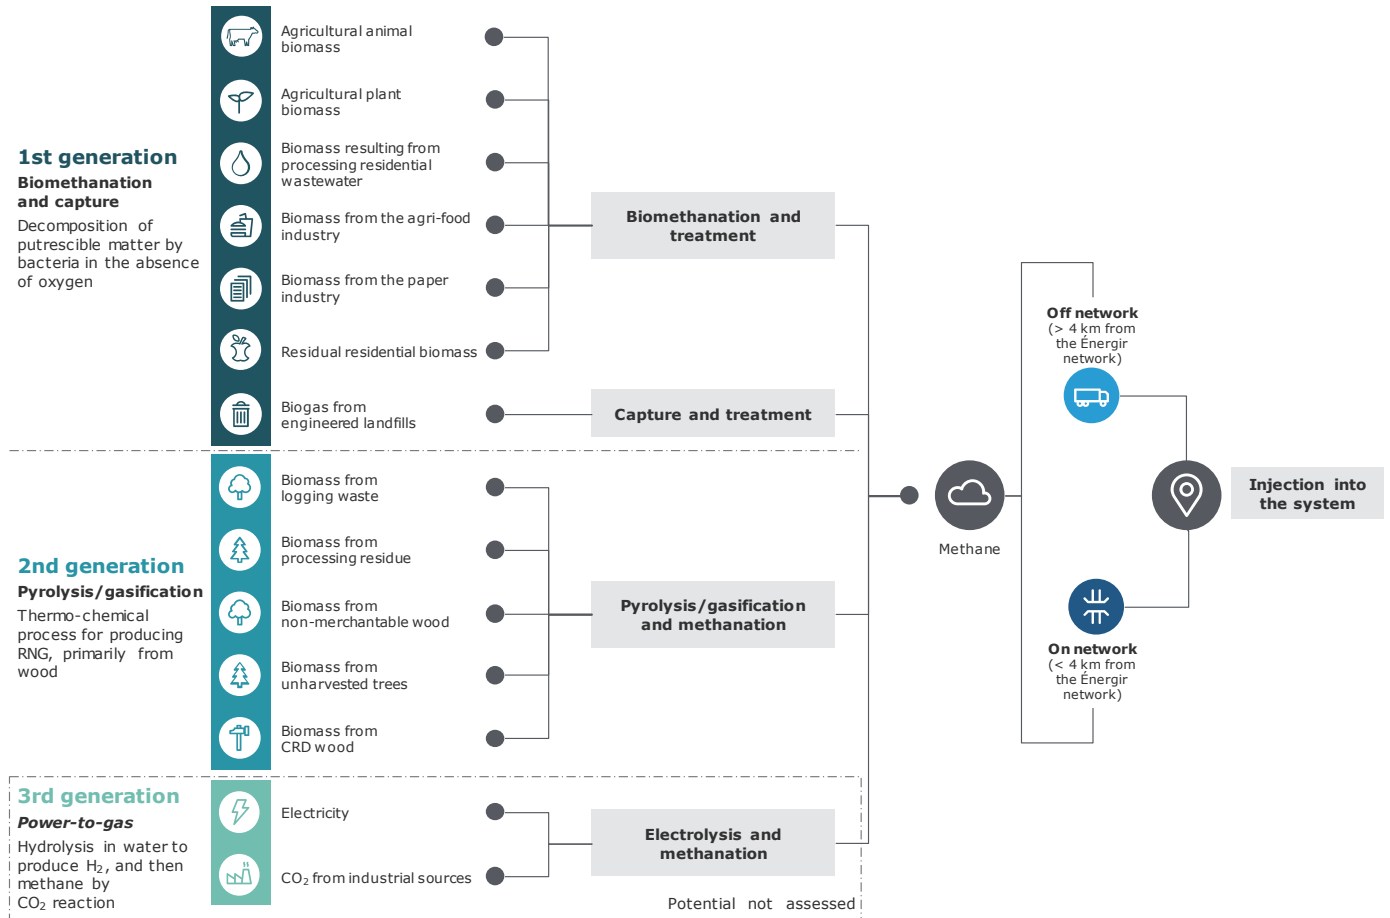 1st generation
Biomethanation
and capture
Decomposition of
putrescible matter by
bacteria in the absence
of oxygen
Agricultural animal
biomass
Agricultural plant
biomass
Biomass resulting from
processing residential
wastewater
Biomass from the agri-food
industry
Biomass from the paper
industry
Residual residential biomass
Biogas from
engineered landfills
Biomethanation and
treatment
Capture and treatment
2nd generation
Pyrolysis/gasification
Thermo-chemical
process for producing
RNG, primarily from
wood
Biomass from
logging waste
Biomass from
processing residue
Biomass from
non-merchantable wood
Biomass from
unharvested trees
Biomass from
CRD wood
Pyrolysis/gasification
and methanation
3rd generation
Power-to-gas
Hydrolysis in water to
produce H₂, and then
methane by
CO₂ reaction
Electricity
CO₂ from industrial sources
Electrolysis and
methanation
Potential not assessed
Methane
Off network
(> 4 km from
the Énergir
network)
On network
(< 4 km from
the Énergir
network)
Injection into
the system